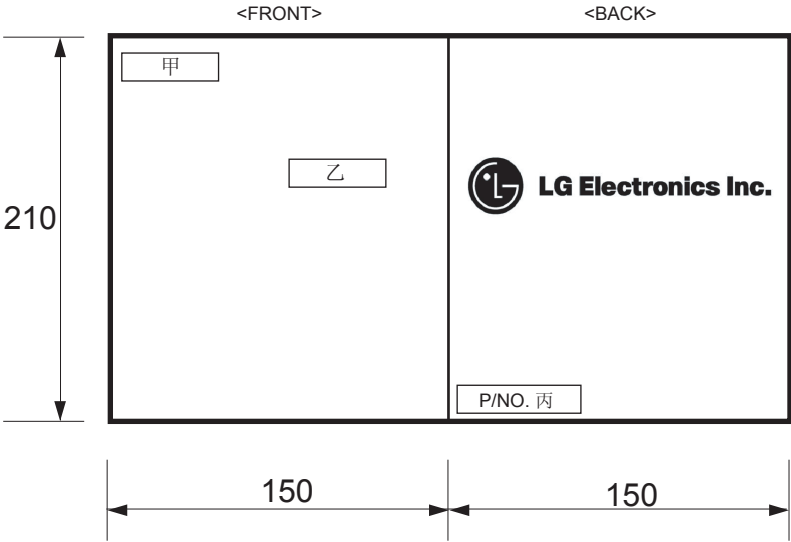 <FRONT>
<BACK>
甲
乙
LG Electronics Inc.
210
P/NO. 丙
150
150